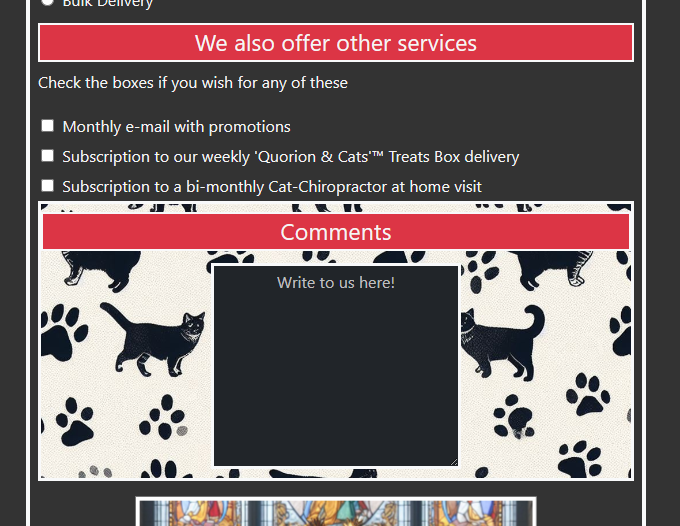 Bulk Delivery
We also offer other services
Check the boxes if you wish for any of these
Monthly e-mail with promotions
Subscription to our weekly 'Quorion & Cats'™ Treats Box delivery
Subscription to a bi-monthly Cat-Chiropractor at home visit
Comments
Write to us here!